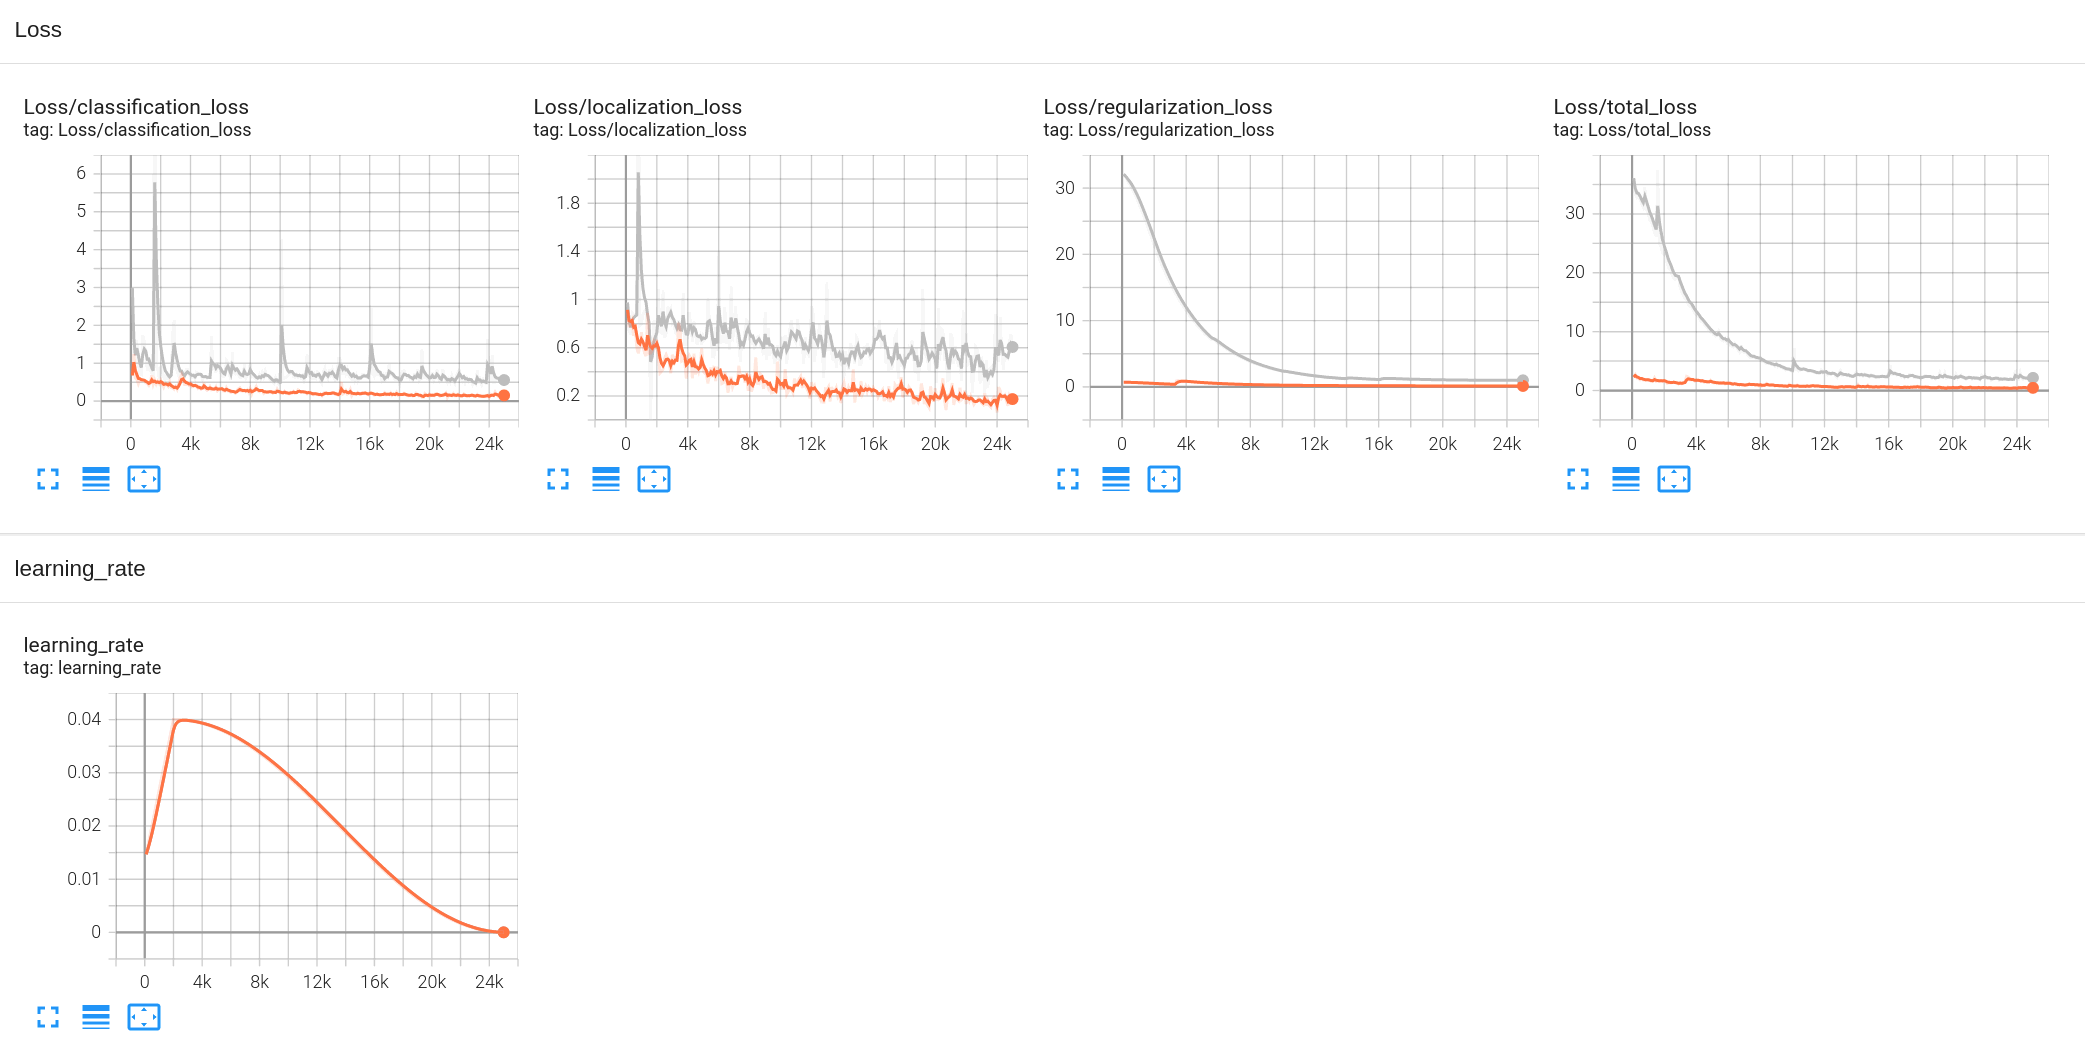 Loss
Loss/classification_loss
tag: Loss/classification_loss
6
5
4
3
2
1
0
0 4k 8k 12k 16k 20k 24k
Loss/localization_loss
tag: Loss/localization_loss
1.8
1.4
1
0.6
0.2
0 4k 8k 12k 16k 20k 24k
Loss/regularization_loss
tag: Loss/regularization_loss
30
20
10
0
0 4k 8k 12k 16k 20k 24k
Loss/total_loss
tag: Loss/total_loss
30
20
10
0
0 4k 8k 12k 16k 20k 24k
learning_rate
learning_rate
tag: learning_rate
0.04
0.03
0.02
0.01
0
0 4k 8k 12k 16k 20k 24k